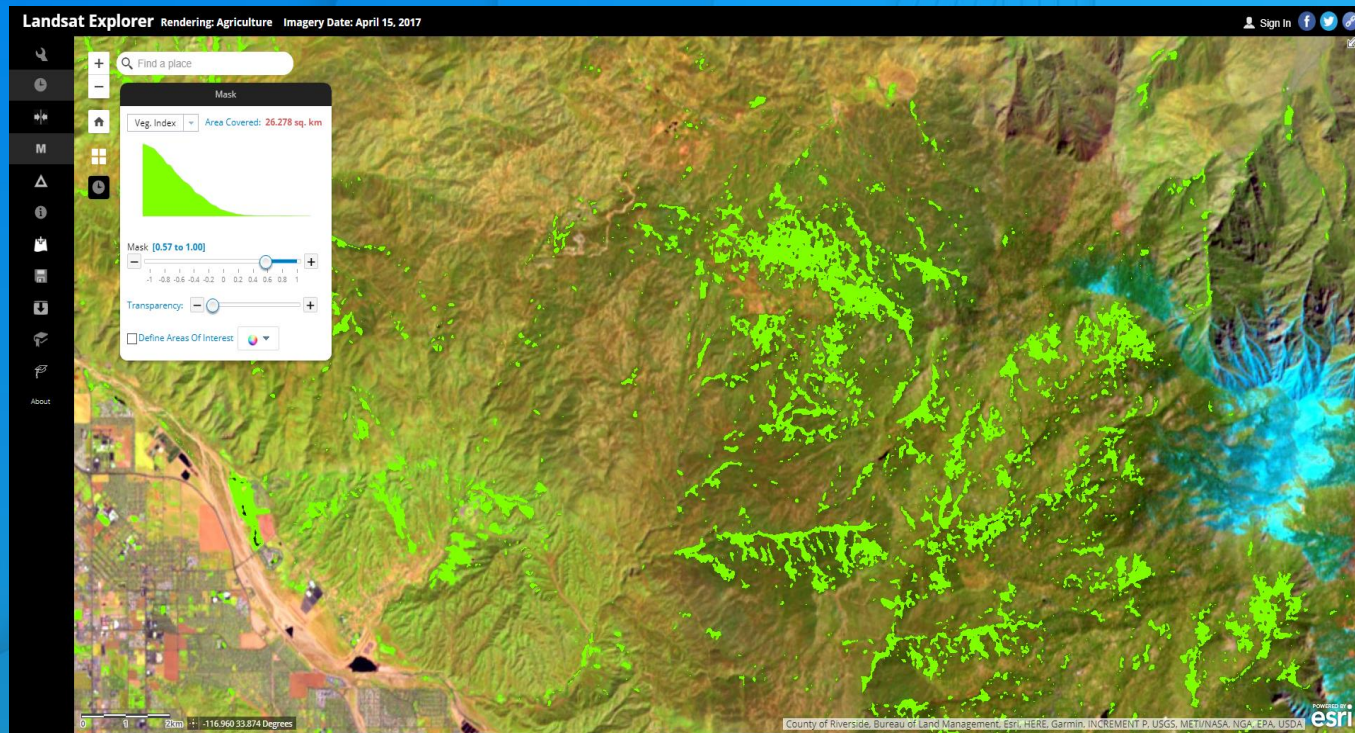 Landsat Explorer Rendering: Agriculture Imagery Date: April 15, 2017
Sign In
Find a place
Mask
Veg. Index Area Covered: 26.278 sq. km
Mask [0.57 to 1.00]
-1 -0.8 -0.6 -0.4 -0.2 0 0.2 0.4 0.6 0.8 1
Transparency:
Define Areas Of Interest
M
About
0 1 2km -116.960 33.874 Degrees
County of Riverside, Bureau of Land Management, Esri, HERE, Garmin, INCREMENT P, USGS, METI/NASA, NGA, EPA, USDA
POWERED BY
esri